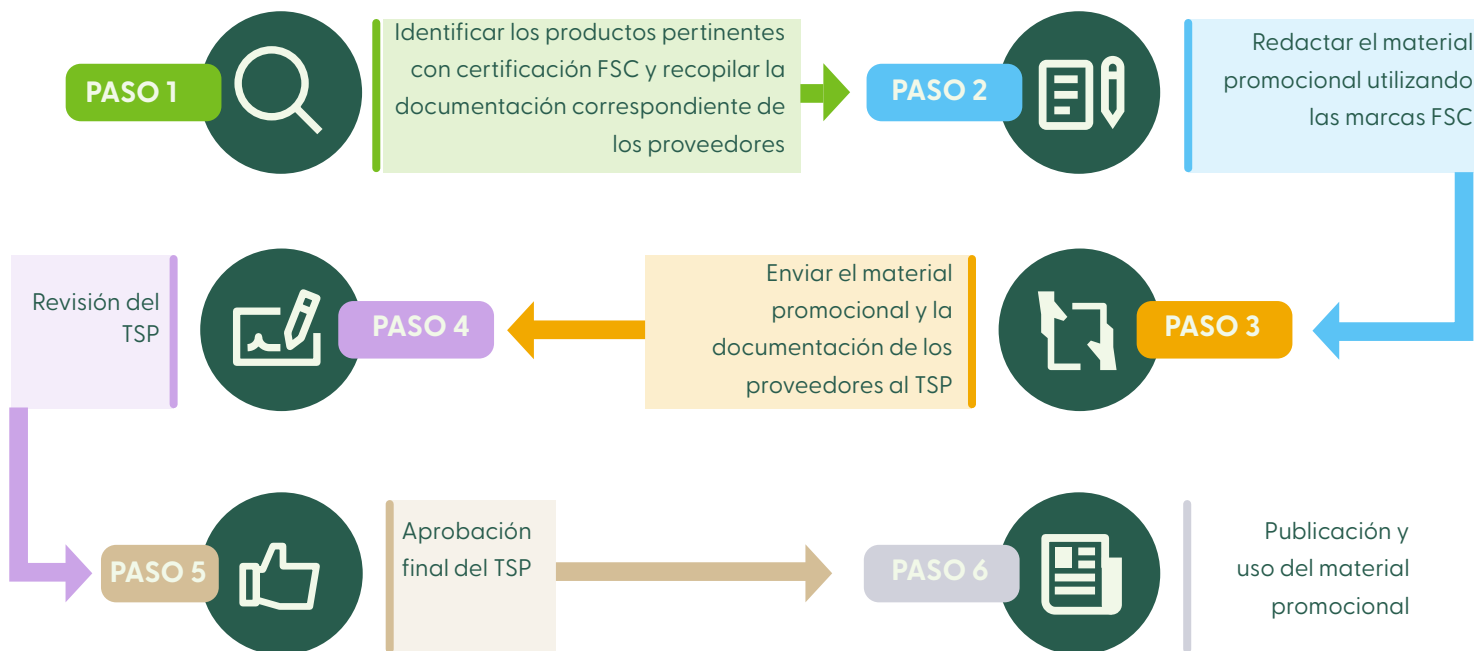 PASO 1
Identificar los productos pertinentes
con certificación FSC y recopilar la
documentación correspondiente de
los proveedores
PASO 2
Redactar el material
promocional utilizando
las marcas FSC
PASO 3
Enviar el material
promocional y la
documentación de los
proveedores al TSP
PASO 4
Revisión del
TSP
PASO 5
Aprobación
final del TSP
PASO 6
Publicación y
uso del material
promocional